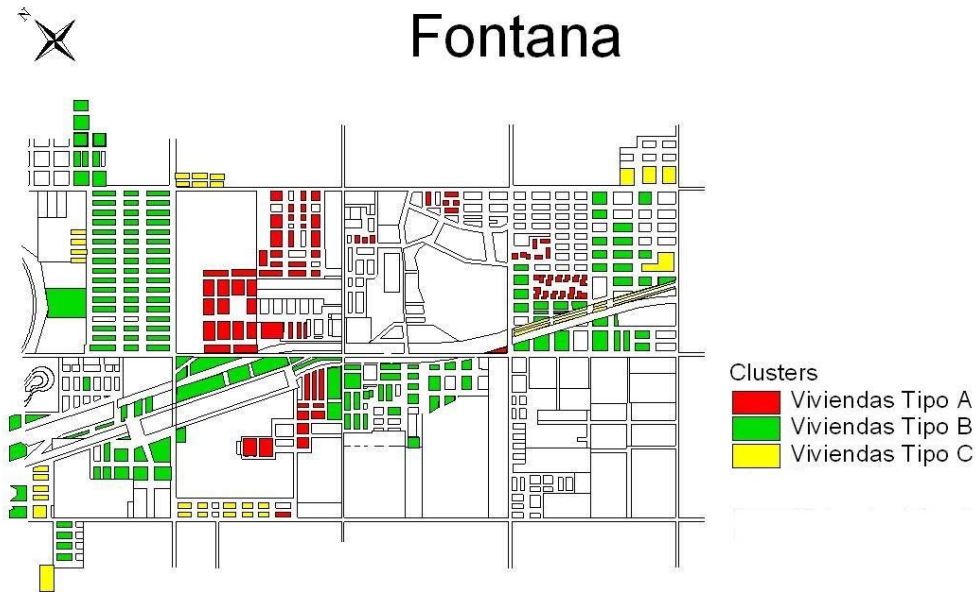 N
Fontana
Clusters
Viviendas Tipo A
Viviendas Tipo B
Viviendas Tipo C